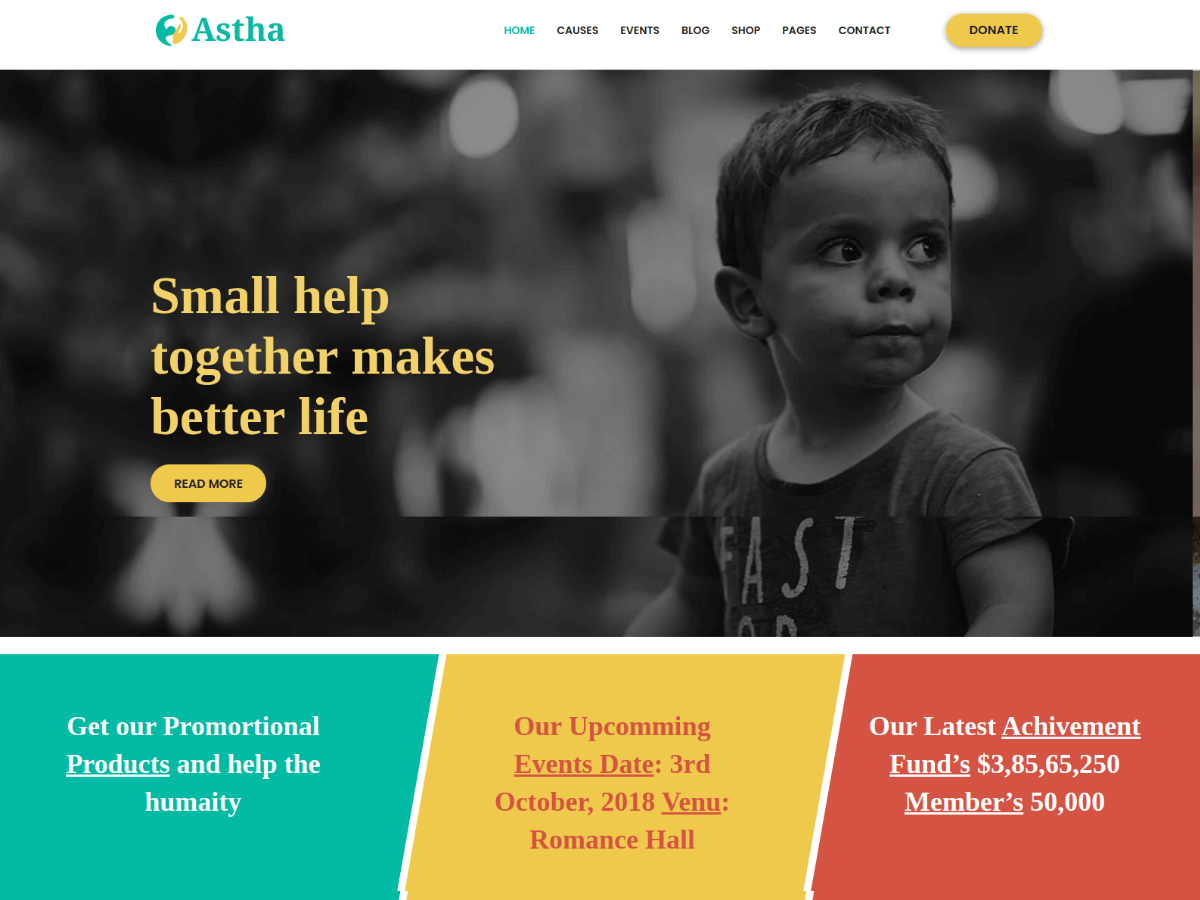 Astha
HOME CAUSES EVENTS BLOG SHOP PAGES CONTACT DONATE
Small help
together makes
better life
READ MORE
FAST
Get our Promortional
Products and help the
humaity
Our Upcomming
Events Date: 3rd
October, 2018 Venu:
Romance Hall
Our Latest Achivement
Fund’s $3,85,65,250
Member’s 50,000